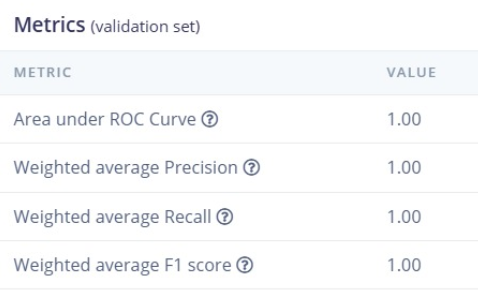 Metrics (validation set)
METRIC VALUE
Area under ROC Curve ? 1.00
Weighted average Precision ? 1.00
Weighted average Recall ? 1.00
Weighted average F1 score ? 1.00